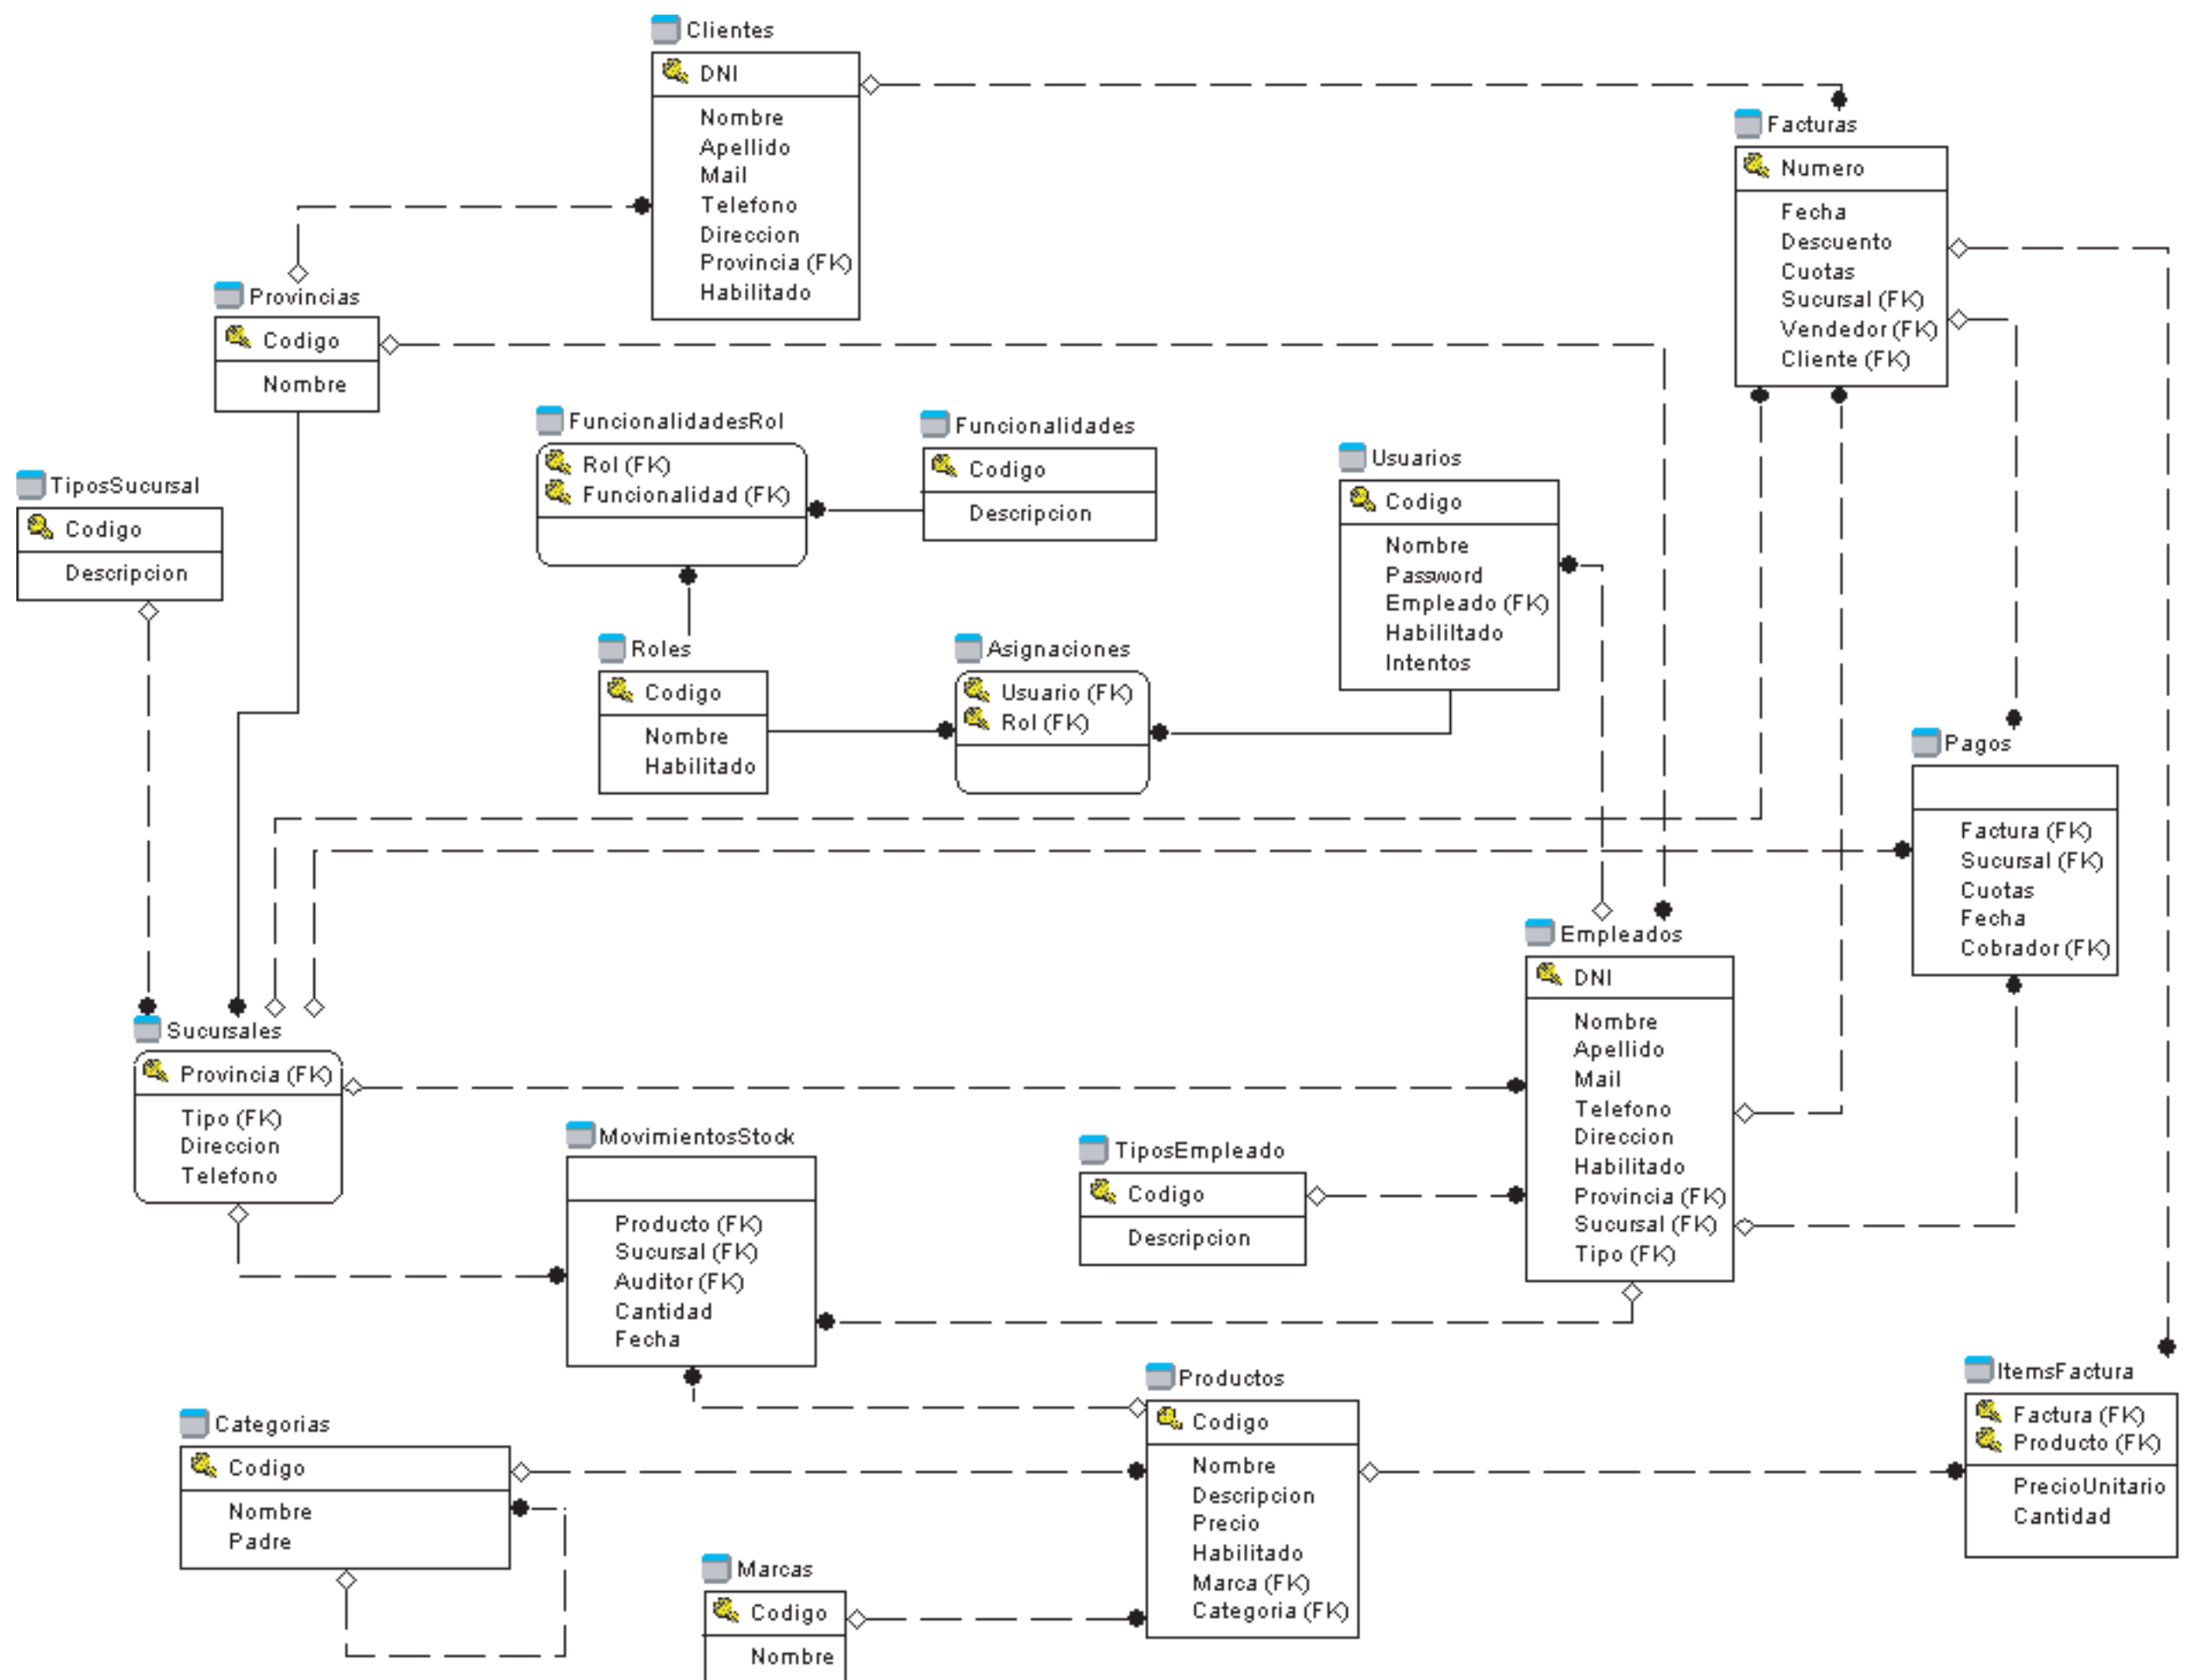 Clientes
DNI
Nombre
Apellido
Mail
Telefono
Direccion
Provincia (FK)
Habilitado
Facturas
Numero
Fecha
Descuento
Cuotas
Sucursal (FK)
Vendedor (FK)
Cliente (FK)
Provincias
Codigo
Nombre
FuncionalidadesRol
Rol (FK)
Funcionalidad (FK)
Funcionalidades
Codigo
Descripcion
Usuarios
Codigo
Nombre
Password
Empleado (FK)
Habililtado
Intentos
TiposSucursal
Codigo
Descripcion
Roles
Codigo
Nombre
Habilitado
Asignaciones
Usuario (FK)
Rol (FK)
Pagos
Factura (FK)
Sucursal (FK)
Cuotas
Fecha
Cobrador (FK)
Empleados
DNI
Nombre
Apellido
Mail
Telefono
Direccion
Habilitado
Provincia (FK)
Sucursal (FK)
Tipo (FK)
Sucursales
Provincia (FK)
Tipo (FK)
Direccion
Telefono
MovimientosStock
Producto (FK)
Sucursal (FK)
Auditor (FK)
Cantidad
Fecha
TiposEmpleado
Codigo
Descripcion
Productos
Codigo
Nombre
Descripcion
Precio
Habilitado
Marca (FK)
Categoria (FK)
ItemsFactura
Factura (FK)
Producto (FK)
PrecioUnitario
Cantidad
Categorias
Codigo
Nombre
Padre
Marcas
Codigo
Nombre